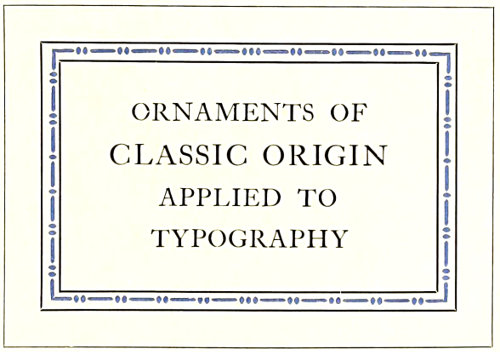 ORNAMENTS OF
CLASSIC ORIGIN
APPLIED TO
TYPOGRAPHY